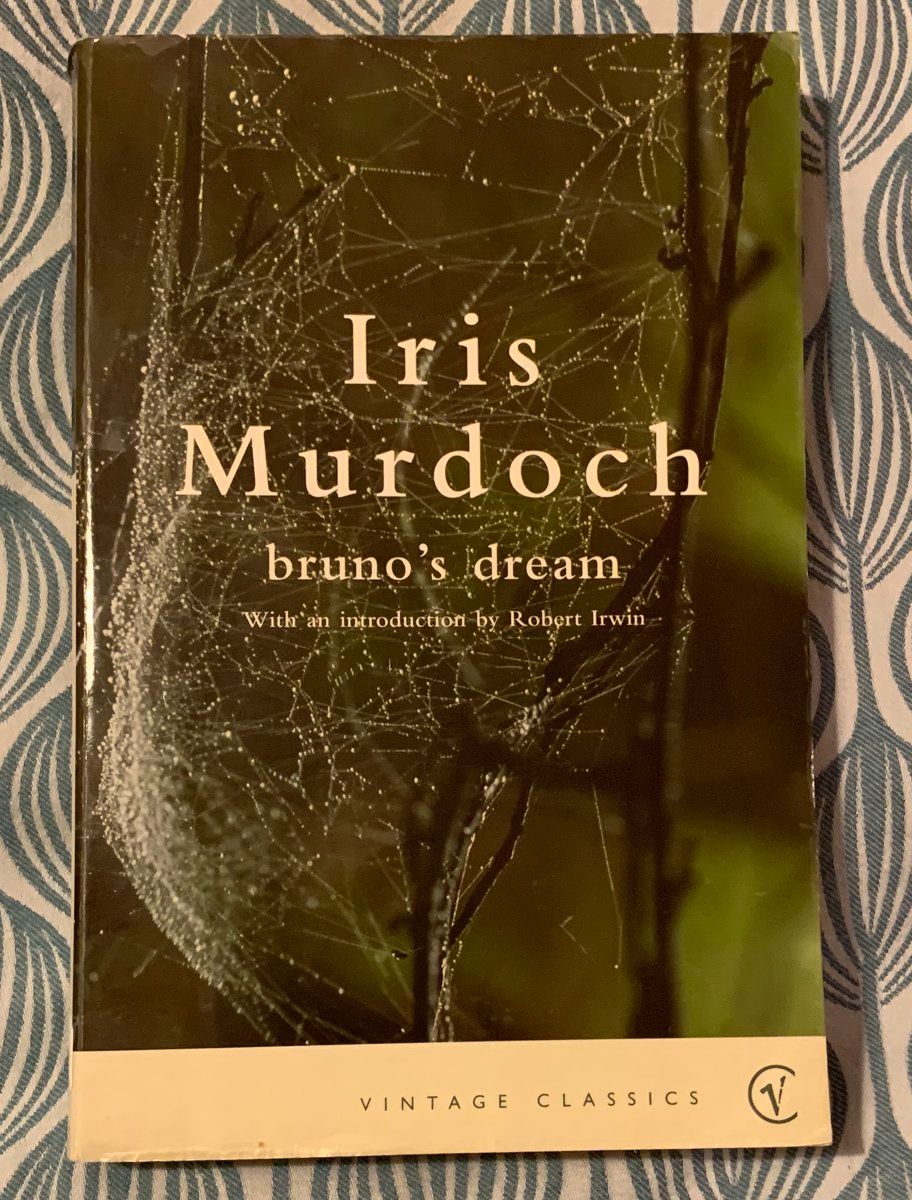 Iris
Murdoch
bruno's dream
With an introduction by Robert Irwin
VINTAGE CLASSICS
V